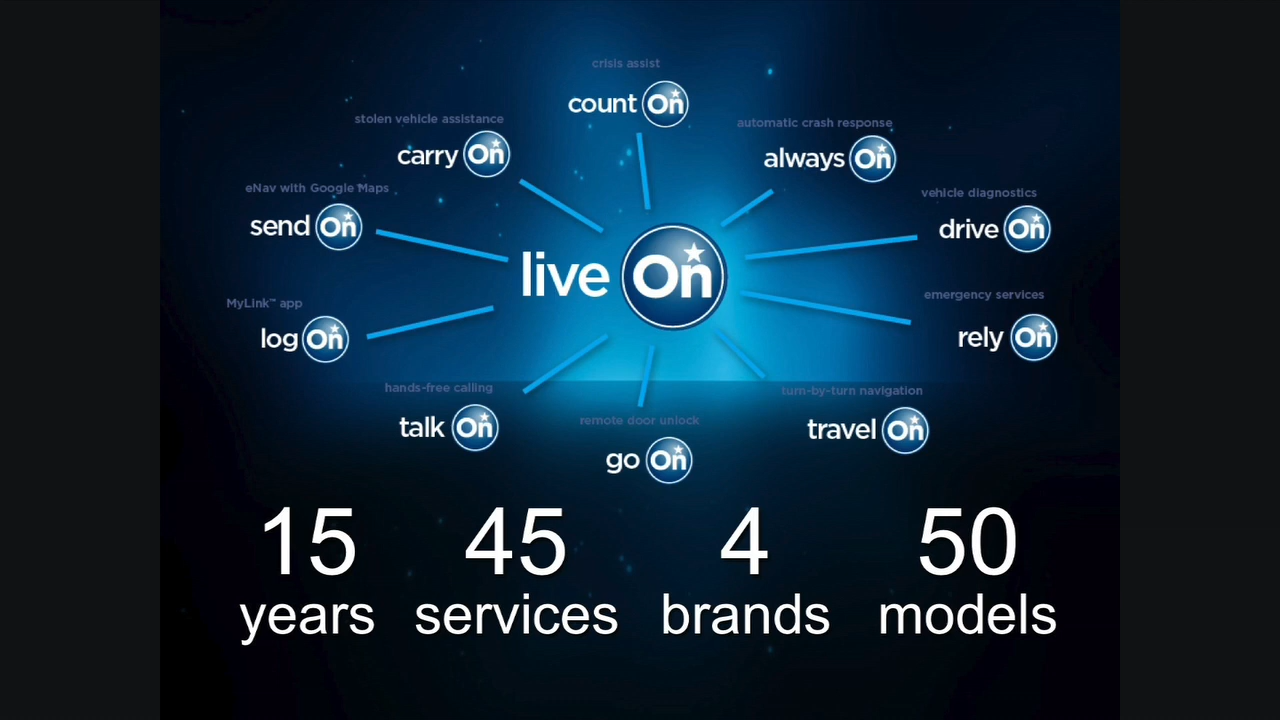 crisis assist
count On
stolen vehicle assistance
carry On
automatic crash response
always On
eNav with Google Maps
send On
vehicle diagnostics
drive On
live On
MyLink™ app
log On
emergency services
rely On
hands-free calling
talk On
remote door unlock
go On
turn-by-turn navigation
travel On
15 45 4 50
years services brands models